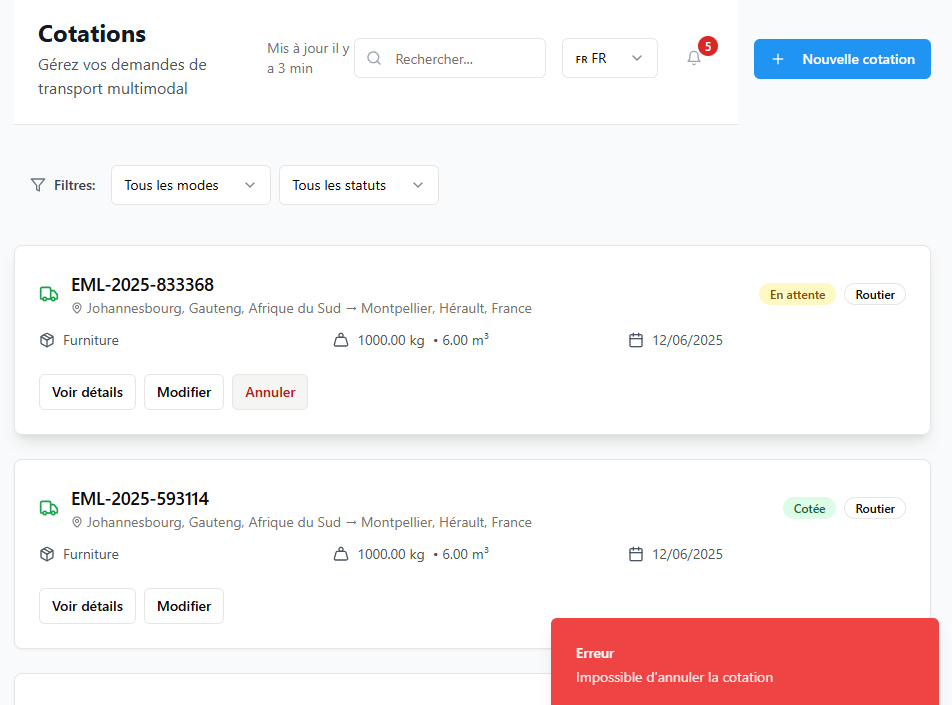 Cotations
Gérez vos demandes de
transport multimodal
Mis à jour il y
a 3 min
Rechercher...
FR FR
5
Nouvelle cotation
Filtres:
Tous les modes
Tous les statuts
EML-2025-833368
Johannesbourg, Gauteng, Afrique du Sud → Montpellier, Hérault, France
En attente
Routier
Furniture
1000.00 kg • 6.00 m³
12/06/2025
Voir détails
Modifier
Annuler
EML-2025-593114
Johannesbourg, Gauteng, Afrique du Sud → Montpellier, Hérault, France
Cotée
Routier
Furniture
1000.00 kg • 6.00 m³
12/06/2025
Voir détails
Modifier
Erreur
Impossible d'annuler la cotation